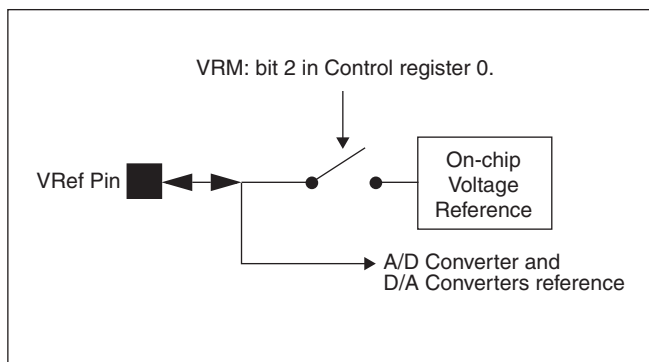 VRM: bit 2 in Control register 0.
VRef Pin
On-chip
Voltage
Reference
A/D Converter and
D/A Converters reference